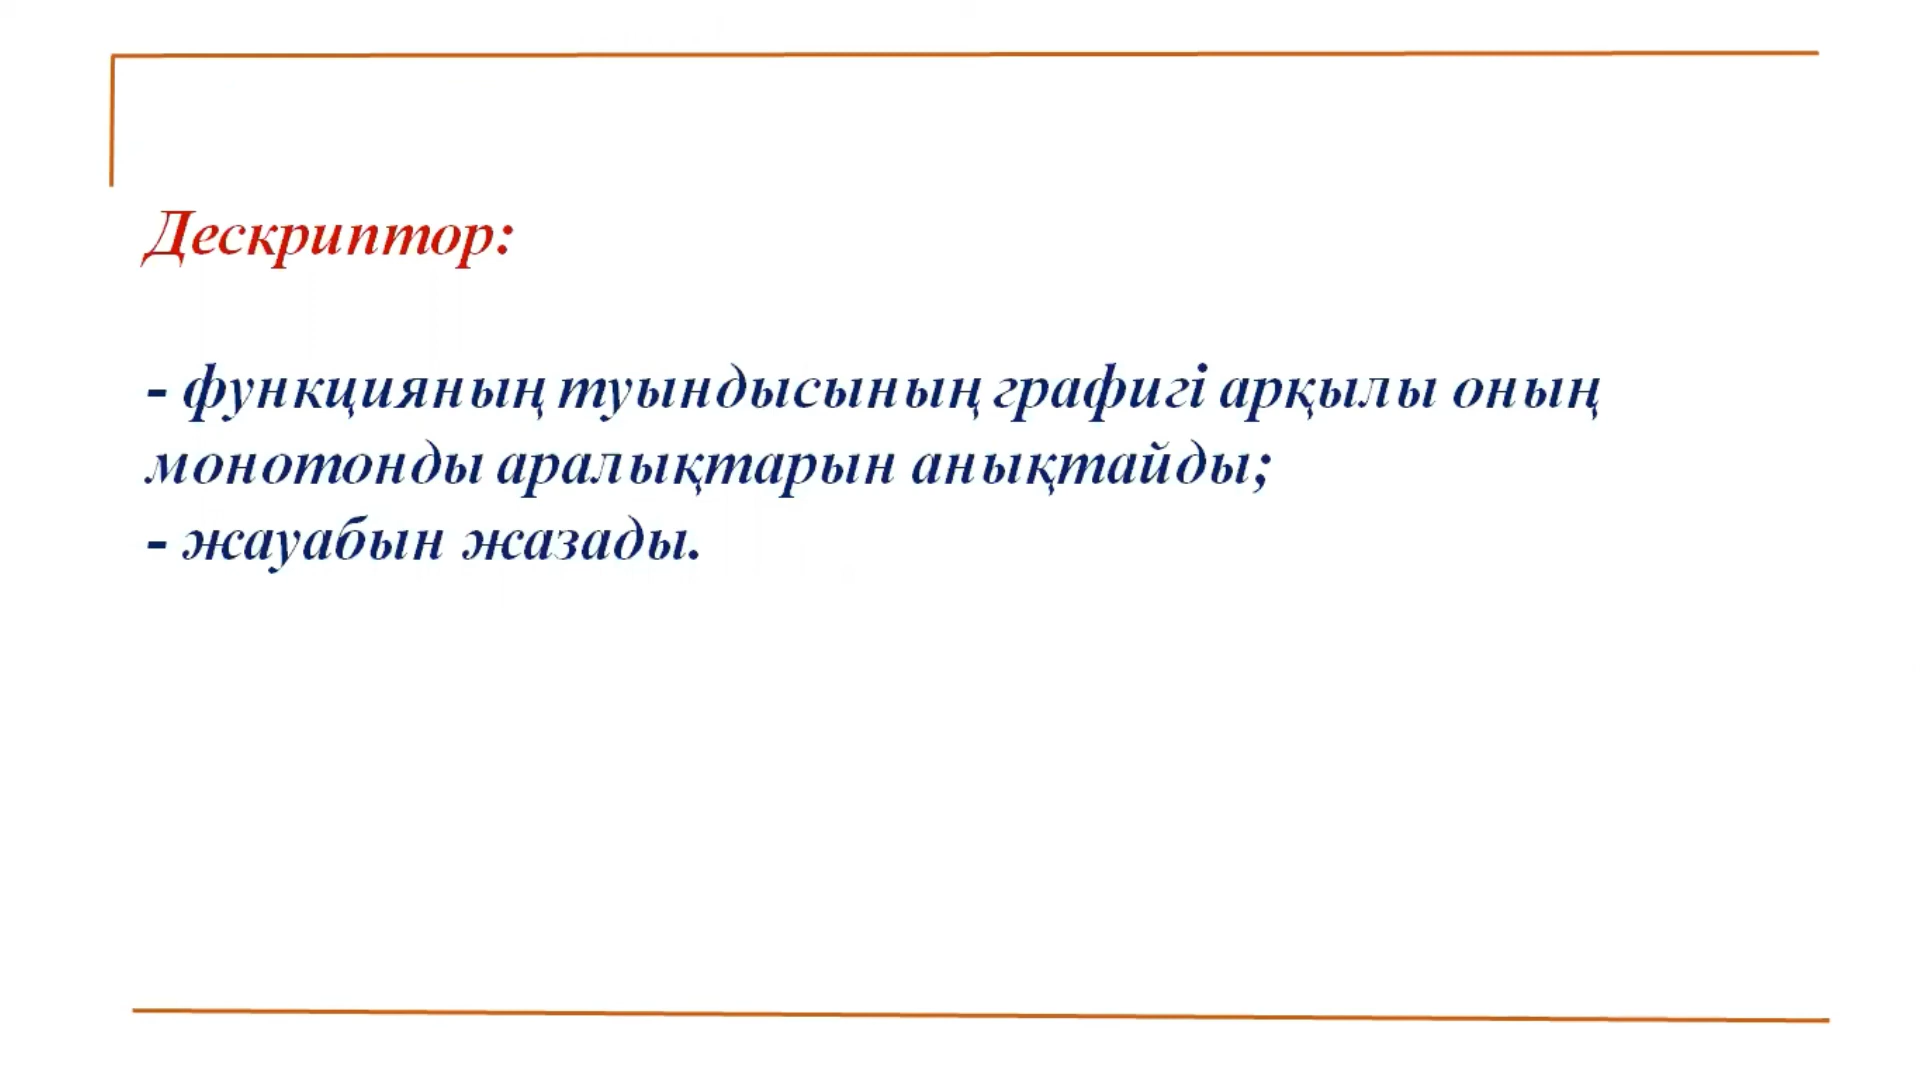 Дескриптор:
- функцияның туындысының графигі арқылы оның
монотонды аралықтарын анықтайды;
- жауабын жазады.